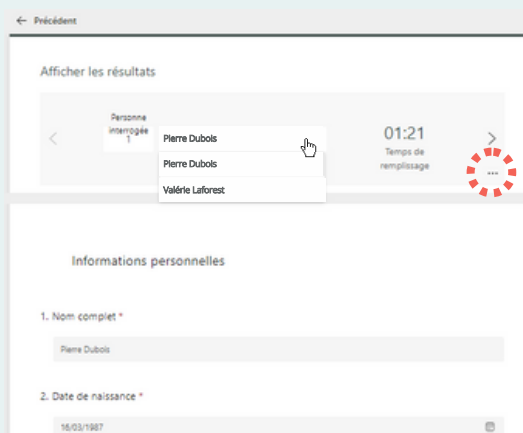 ← Précédent
Afficher les résultats
Personne
interrogée
1
Pierre Dubois
Pierre Dubois
Valérie Laforest
01:21
Temps de
remplissage
...
Informations personnelles
1. Nom complet *
Pierre Dubois
2. Date de naissance *
16/03/1987